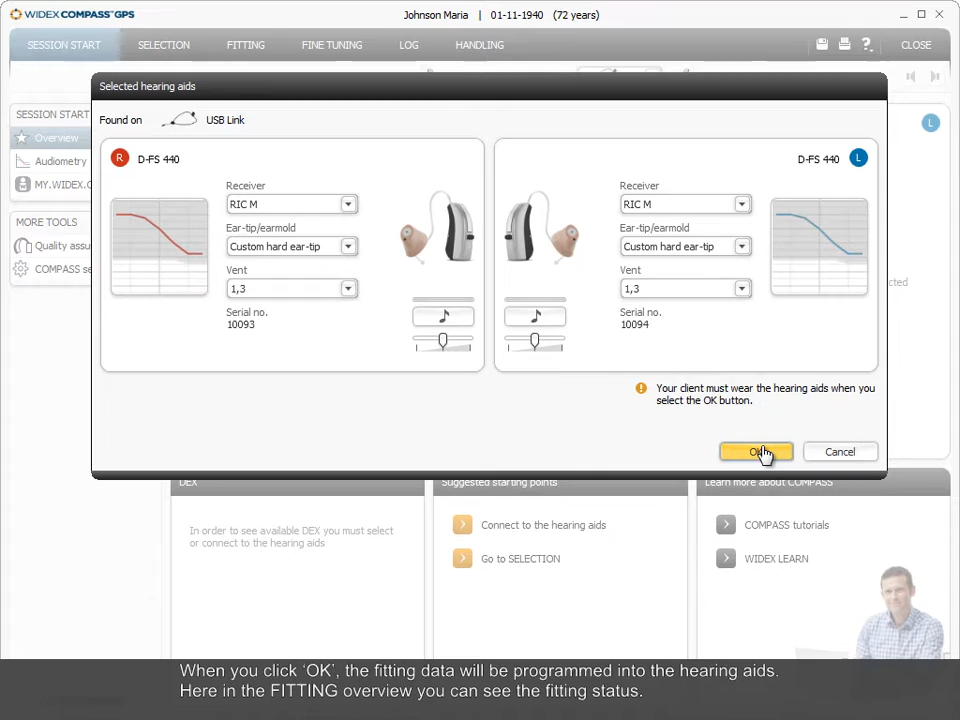 WIDEX COMPASS™GPS
Johnson Maria | 01-11-1940 (72 years)
SESSION START
SELECTION
FITTING
FINE TUNING
LOG
HANDLING
?
CLOSE
Selected hearing aids
Found on
USB Link
SESSION START
Overview
Audiometry
MY.WIDEX.C
MORE TOOLS
Quality assu
COMPASS se
R
D-FS 440
Receiver
RIC M
Ear-tip/earmold
Custom hard ear-tip
Vent
1,3
Serial no.
10093
D-FS 440
L
Receiver
RIC M
Ear-tip/earmold
Custom hard ear-tip
Vent
1,3
Serial no.
10094
L
cted
Your client must wear the hearing aids when you
select the OK button.
OK
Cancel
DEX
In order to see available DEX you must select
or connect to the hearing aids
Suggested starting points
Connect to the hearing aids
Go to SELECTION
Learn more about COMPASS
COMPASS tutorials
WIDEX LEARN
When you click ‘OK’, the fitting data will be programmed into the hearing aids.
Here in the FITTING overview you can see the fitting status.